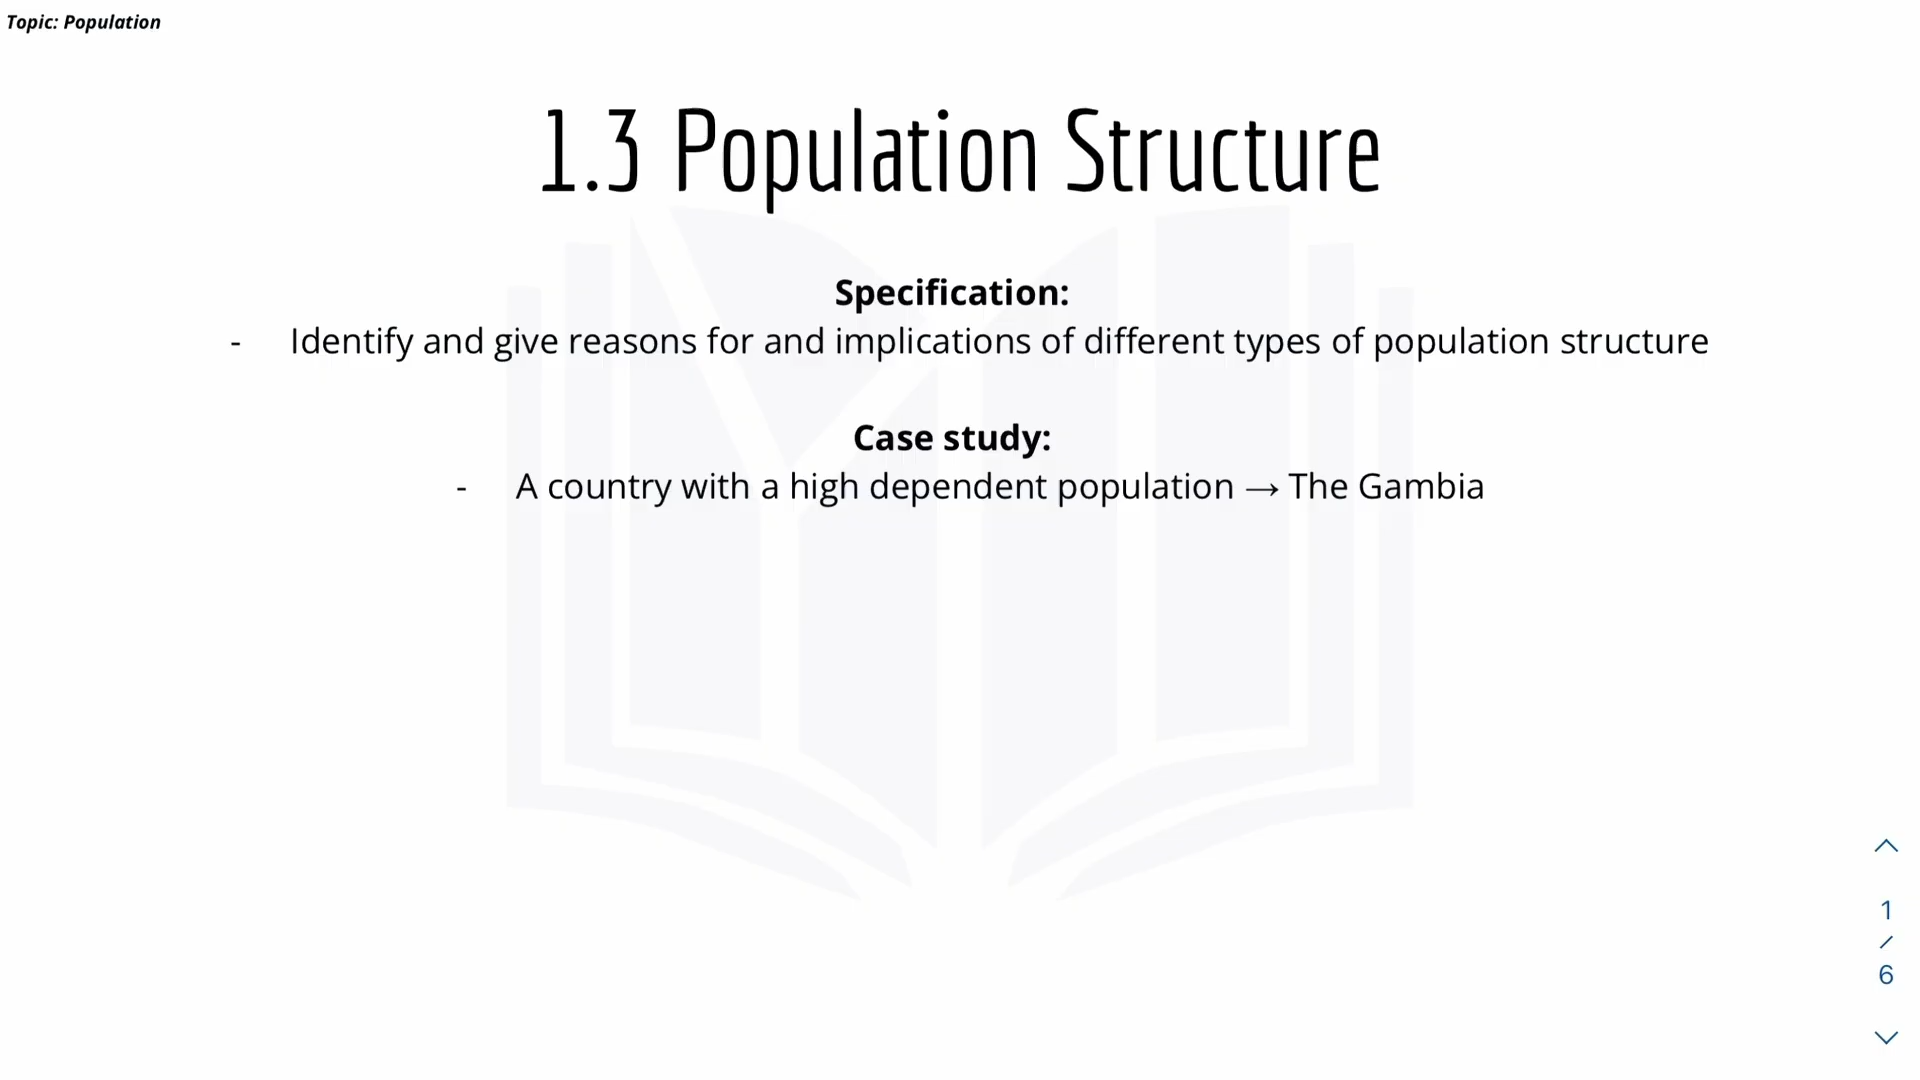 Topic: Population
1.3 Population Structure
Specification:
- Identify and give reasons for and implications of different types of population structure
Case study:
- A country with a high dependent population → The Gambia
1
/
6